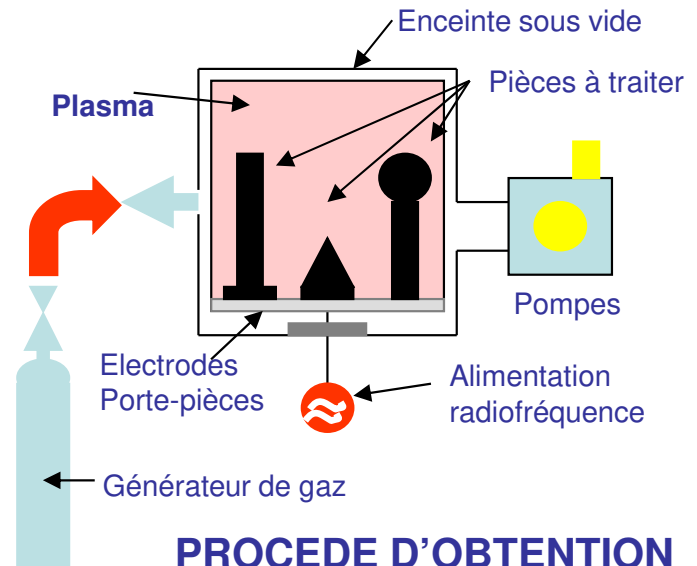 Enceinte sous vide
Pièces à traiter
Plasma
Pompes
Electrodes
Porte-pièces
Alimentation
radiofréquence
Générateur de gaz
PROCEDE D'OBTENTION